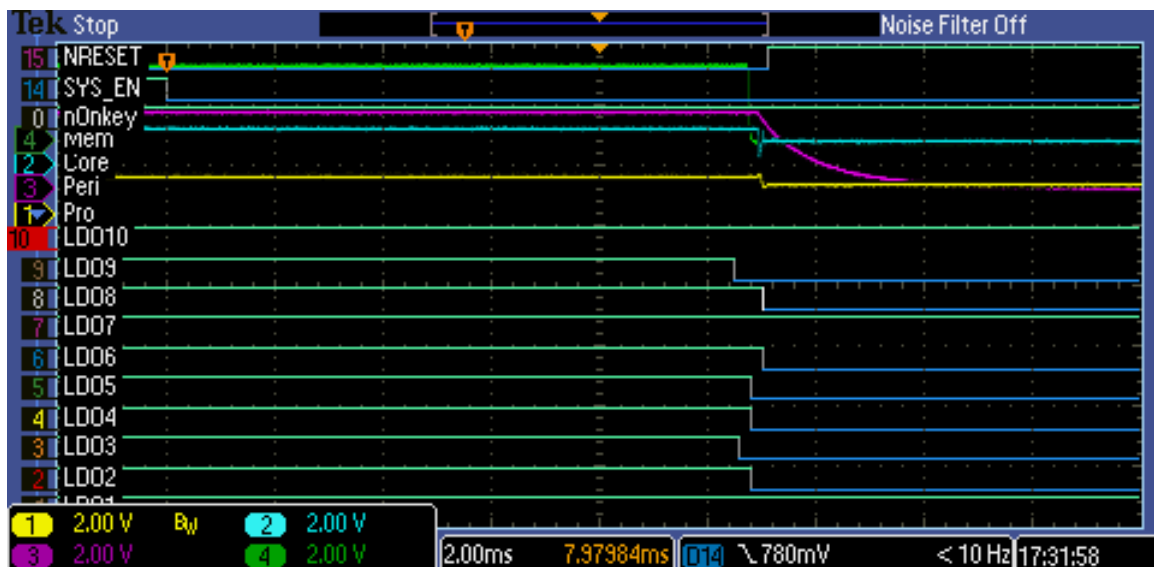 Tek Stop Noise Filter Off
15 NRESET T
14 SYS_EN
0 nOnkey
4 Mem
2 Core
3 Peri
1 Pro
10 LDO10
9 LDO9
8 LDO8
7 LDO7
6 LDO6
5 LDO5
4 LDO4
3 LDO3
2 LDO2
1 2.00 V BW 2 2.00 V
3 2.00 V 4 2.00 V
2.00ms 7.97984ms D14 780mV < 10 Hz 17:31:58